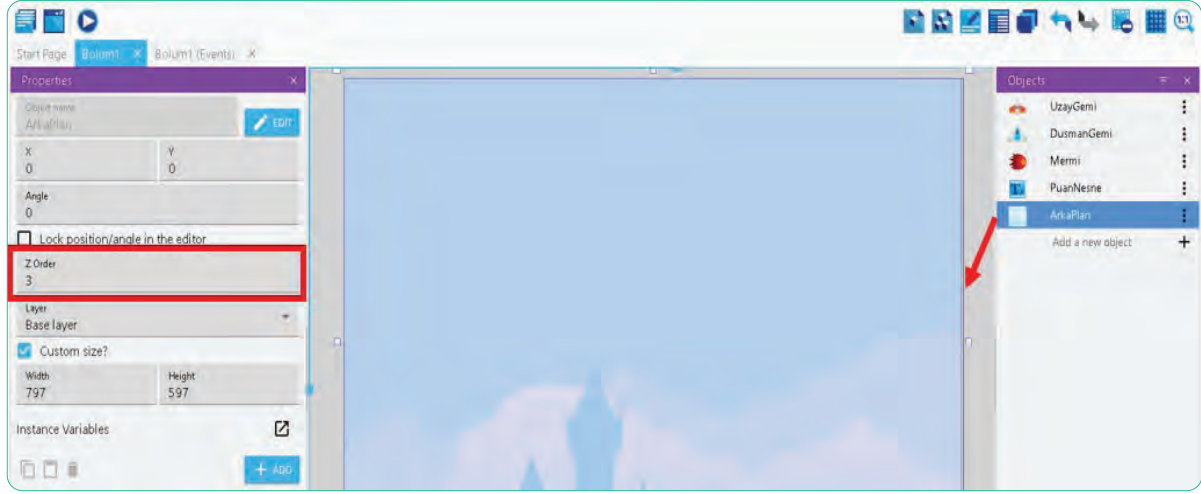 1:1
Start Page Bolum1 × Bolum1 (Events) ×
Properties ×
Object name
ArkaPlan
EDIT
X Y
0 0
Angle
0
Lock position/angle in the editor
Z Order
3
Layer
Base layer
Custom size?
Width Height
797 597
Instance Variables
+ ADD
Objects ×
UzayGemi
DusmanGemi
Mermi
PuanNesne
ArkaPlan
Add a new object +